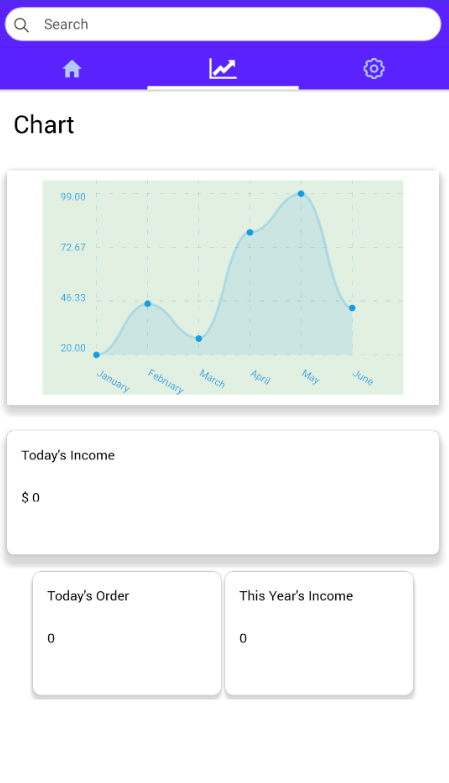 Search
Chart
99.00
72.67
46.33
20.00
January
February
March
April
May
June
Today's Income
$ 0
Today's Order
0
This Year's Income
0